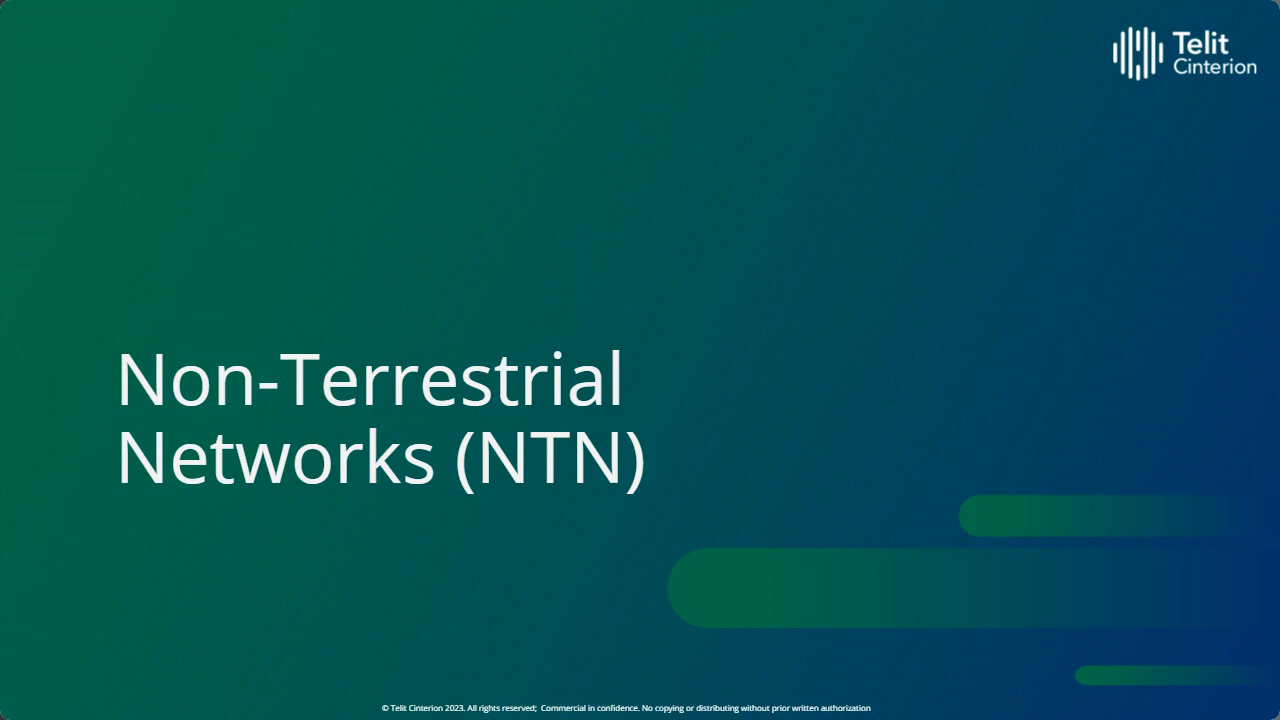 Telit
Cinterion
Non-Terrestrial
Networks (NTN)
© Telit Cinterion 2023. All rights reserved; Commercial in confidence. No copying or distributing without prior written authorization